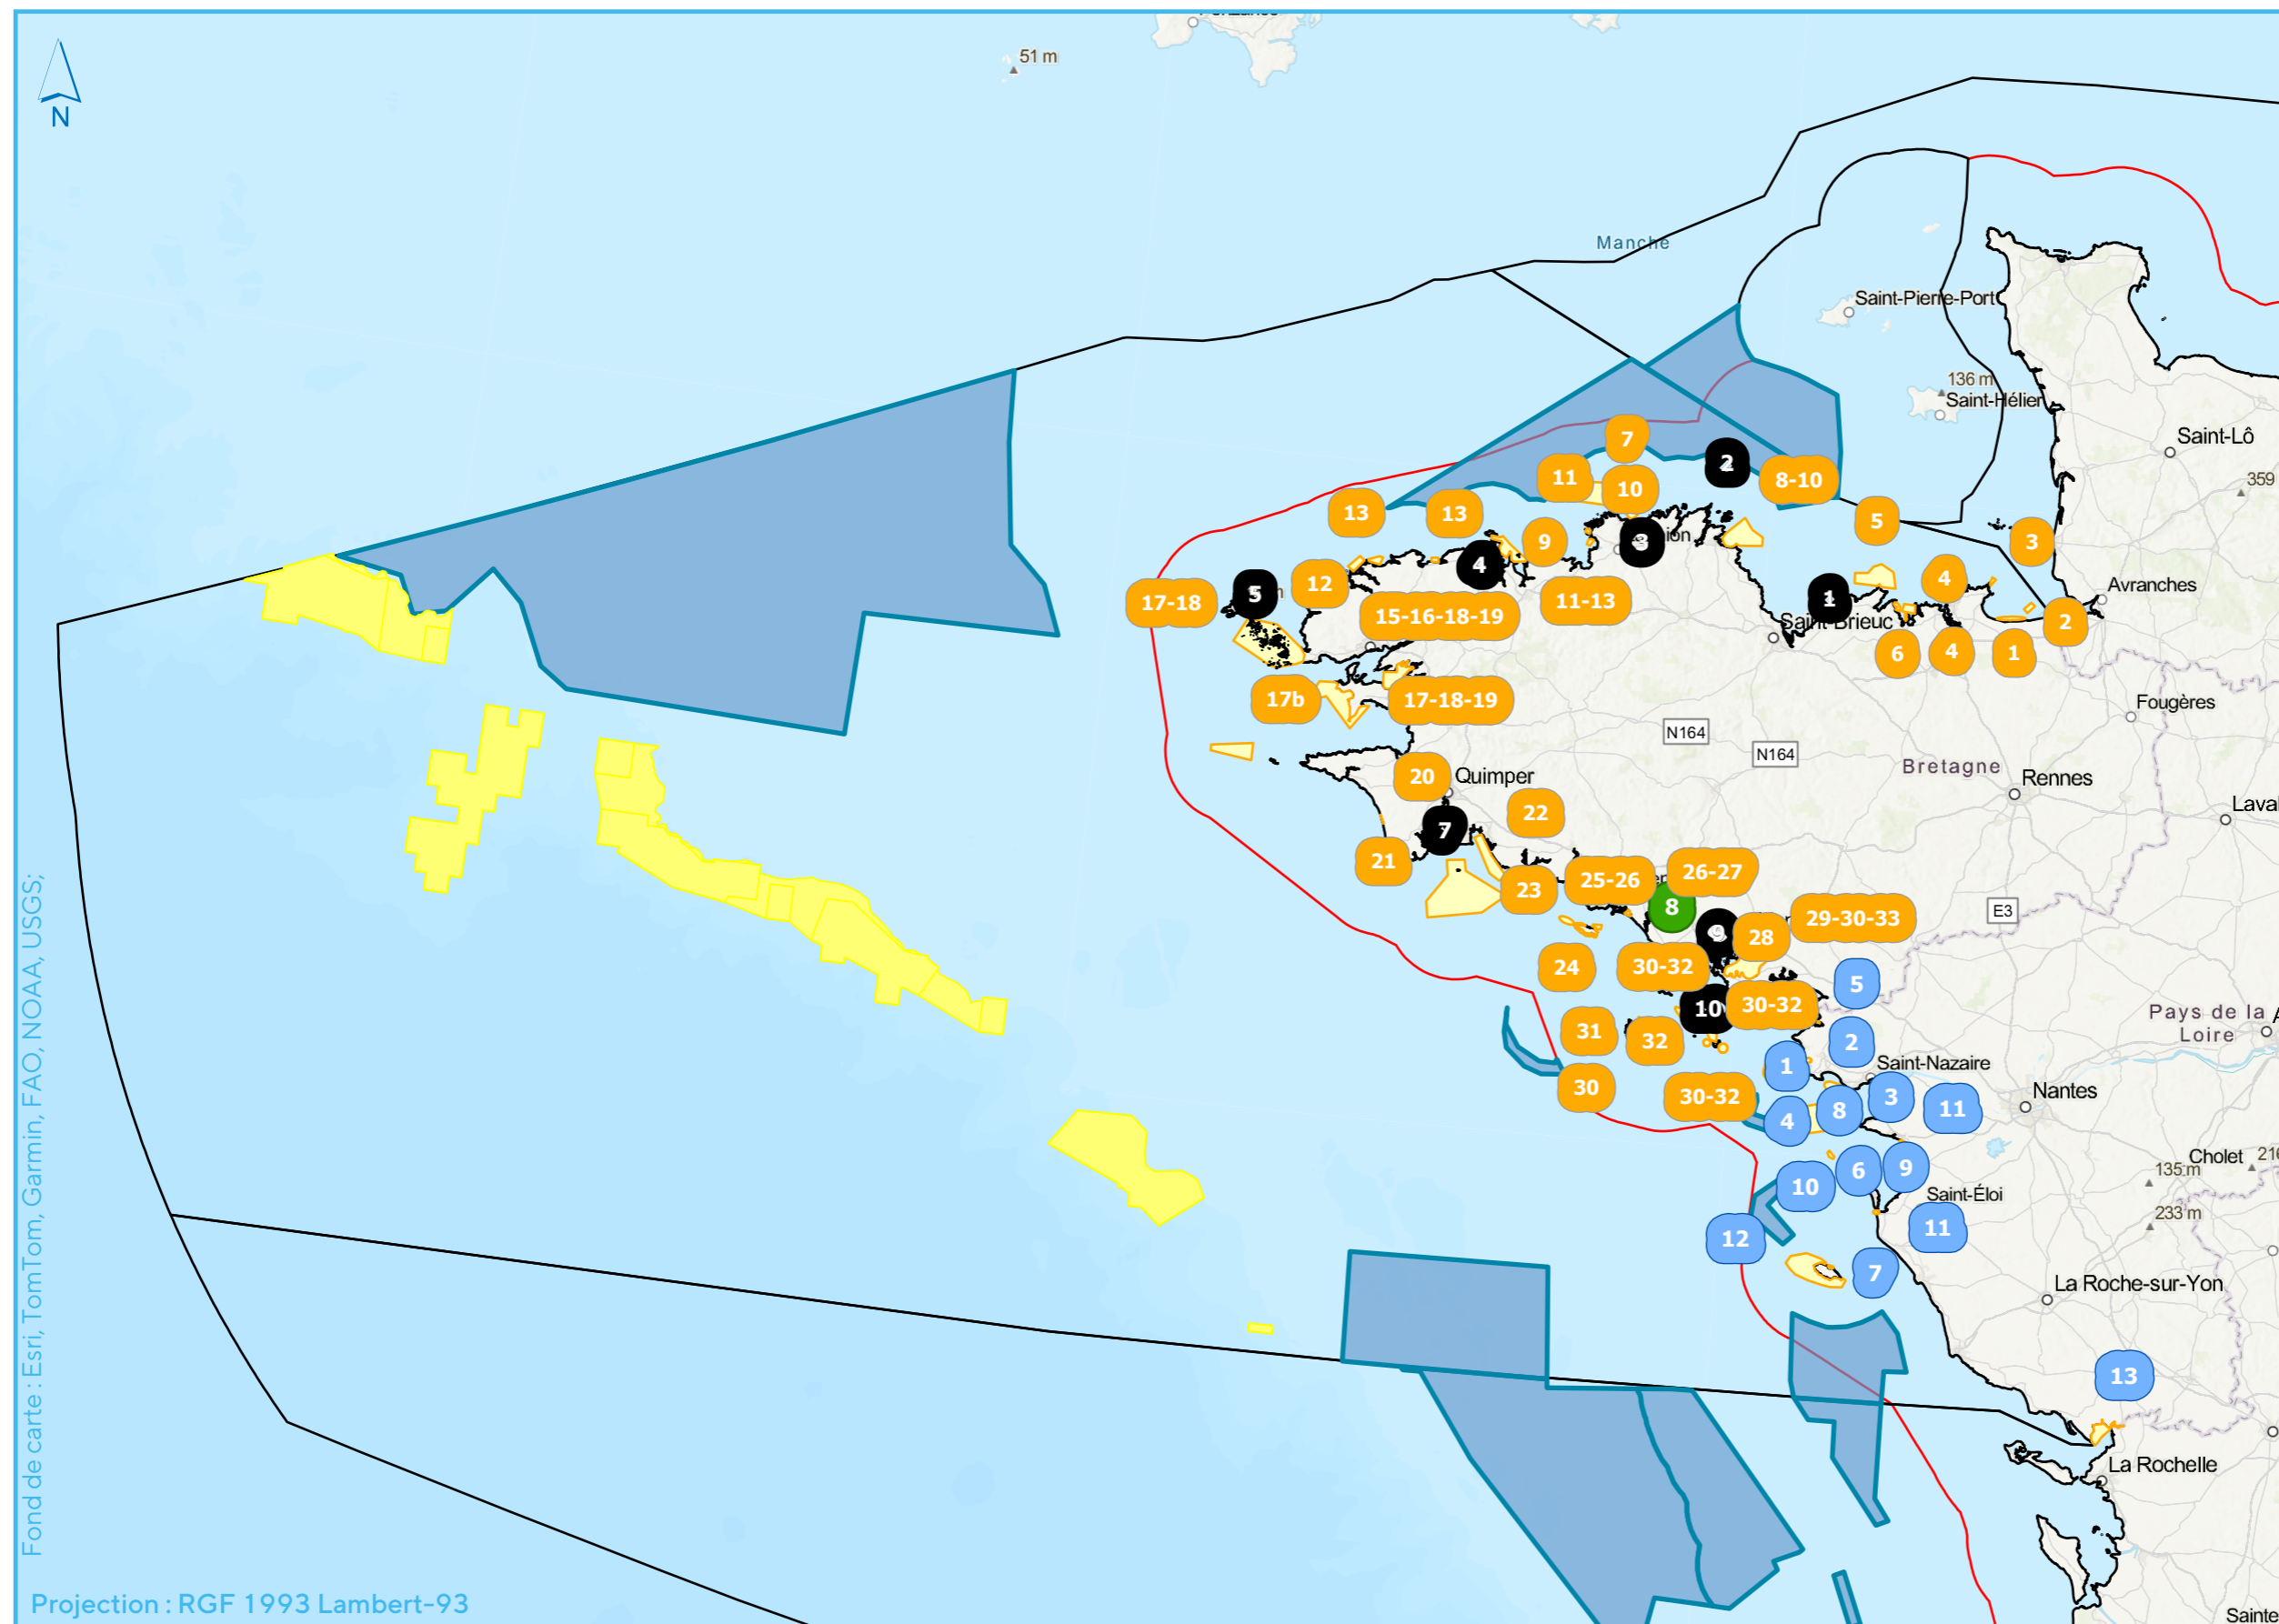 51 m
N
Manche
Saint-Pierre-Port
136 m
Saint-Hélier
Saint-Lô
359
7
2
11
10
8-10
13
13
5
9
3
3
4
12
5
17-18
15-16-18-19
11-13
1
4
Avranches
Saint-Brieuc
2
6
4
1
17b
17-18-19
Fougères
N164
N164
Bretagne
Rennes
20
Quimper
Laval
22
7
21
23
25-26
26-27
8
9
28
29-30-33
E3
24
30-32
5
10
30-32
Pays de la
Loire
31
32
2
1
Saint-Nazaire
30
30-32
4
8
3
11
Nantes
Cholet
135 m
10
6
9
Saint-Éloi
233 m
12
11
7
La Roche-sur-Yon
13
La Rochelle
Sainte
Fond de carte : Esri, TomTom, Garmin, FAO, NOAA, USGS;
Projection : RGF 1993 Lambert-93